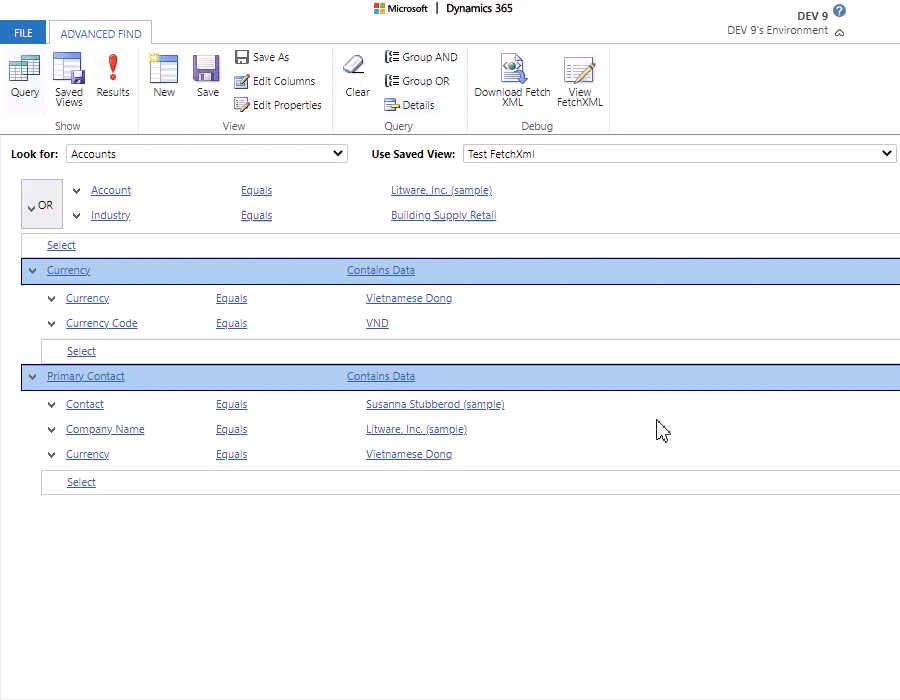 Microsoft | Dynamics 365
DEV 9
DEV 9's Environment
FILE
ADVANCED FIND
Query
Saved Views
Results
Show
New
Save
Save As
Edit Columns
Edit Properties
View
Clear
Group AND
Group OR
Details
Query
Download Fetch XML
View FetchXML
Debug
Look for: Accounts
Use Saved View: Test FetchXml
OR
Account Equals Litware, Inc. (sample)
Industry Equals Building Supply Retail
Select
Currency Contains Data
Currency Equals Vietnamese Dong
Currency Code Equals VND
Select
Primary Contact Contains Data
Contact Equals Susanna Stubberod (sample)
Company Name Equals Litware, Inc. (sample)
Currency Equals Vietnamese Dong
Select